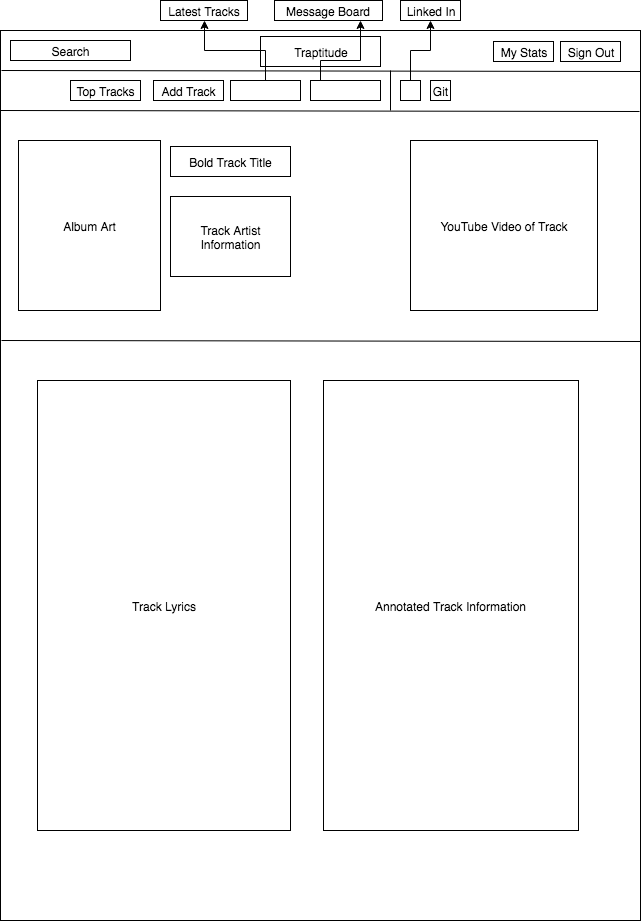 Latest Tracks
Message Board
Linked In
Search
Traptitude
My Stats
Sign Out
Top Tracks
Add Track
Git
Album Art
Bold Track Title
Track Artist
Information
YouTube Video of Track
Track Lyrics
Annotated Track Information